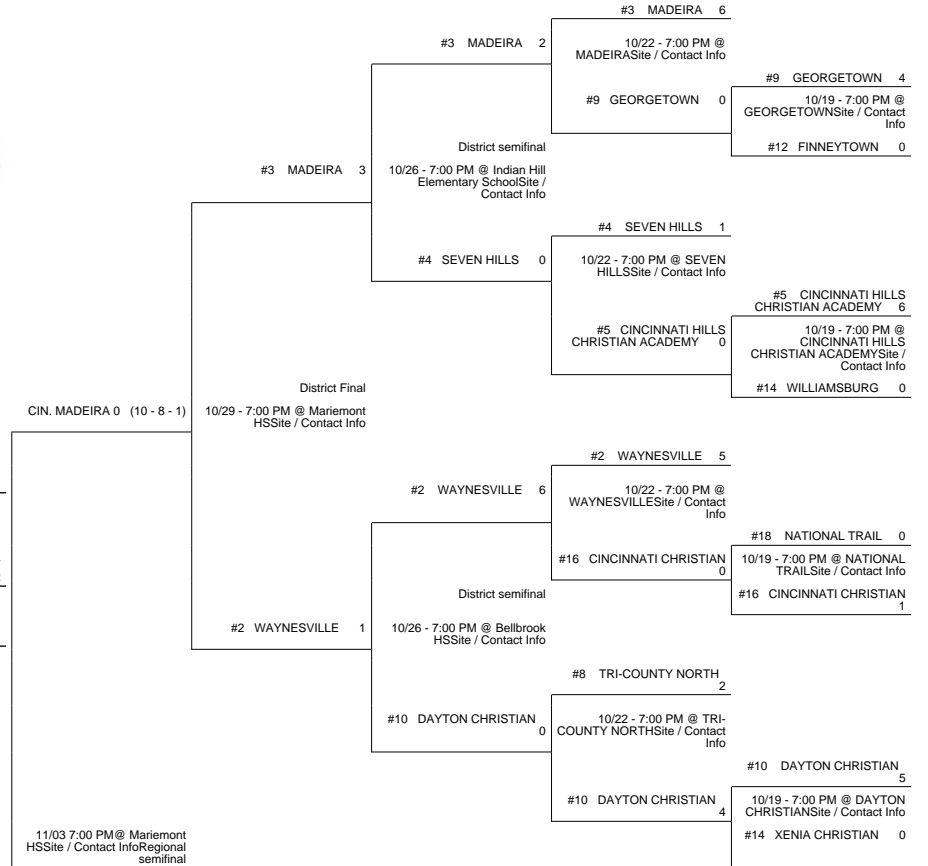 #3 MADEIRA 6
#3 MADEIRA 2
10/22 - 7:00 PM @
MADEIRASite / Contact Info
#9 GEORGETOWN 4
#9 GEORGETOWN 0
10/19 - 7:00 PM @
GEORGETOWNSite / Contact
Info
#12 FINNEYTOWN 0
District semifinal
#3 MADEIRA 3
10/26 - 7:00 PM @ Indian Hill
Elementary SchoolSite /
Contact Info
#4 SEVEN HILLS 1
#4 SEVEN HILLS 0
10/22 - 7:00 PM @ SEVEN
HILLSSite / Contact Info
#5 CINCINNATI HILLS
CHRISTIAN ACADEMY 6
#5 CINCINNATI HILLS
CHRISTIAN ACADEMY 0
10/19 - 7:00 PM @
CINCINNATI HILLS
CHRISTIAN ACADEMYSite /
Contact Info
#14 WILLIAMSBURG 0
District Final
CIN. MADEIRA 0 (10 - 8 - 1)
10/29 - 7:00 PM @ Mariemont
HSSite / Contact Info
#2 WAYNESVILLE 5
#2 WAYNESVILLE 6
10/22 - 7:00 PM @
WAYNESVILLESite / Contact
Info
#18 NATIONAL TRAIL 0
#16 CINCINNATI CHRISTIAN
0
10/19 - 7:00 PM @ NATIONAL
TRAILSite / Contact Info
#16 CINCINNATI CHRISTIAN
1
District semifinal
#2 WAYNESVILLE 1
10/26 - 7:00 PM @ Bellbrook
HSSite / Contact Info
#8 TRI-COUNTY NORTH
2
#10 DAYTON CHRISTIAN
0
10/22 - 7:00 PM @ TRI-
COUNTY NORTHSite / Contact
Info
#10 DAYTON CHRISTIAN
5
#10 DAYTON CHRISTIAN
4
10/19 - 7:00 PM @ DAYTON
CHRISTIANSite / Contact Info
#14 XENIA CHRISTIAN 0
11/03 7:00 PM@ Mariemont
HSSite / Contact InfoRegional
semifinal